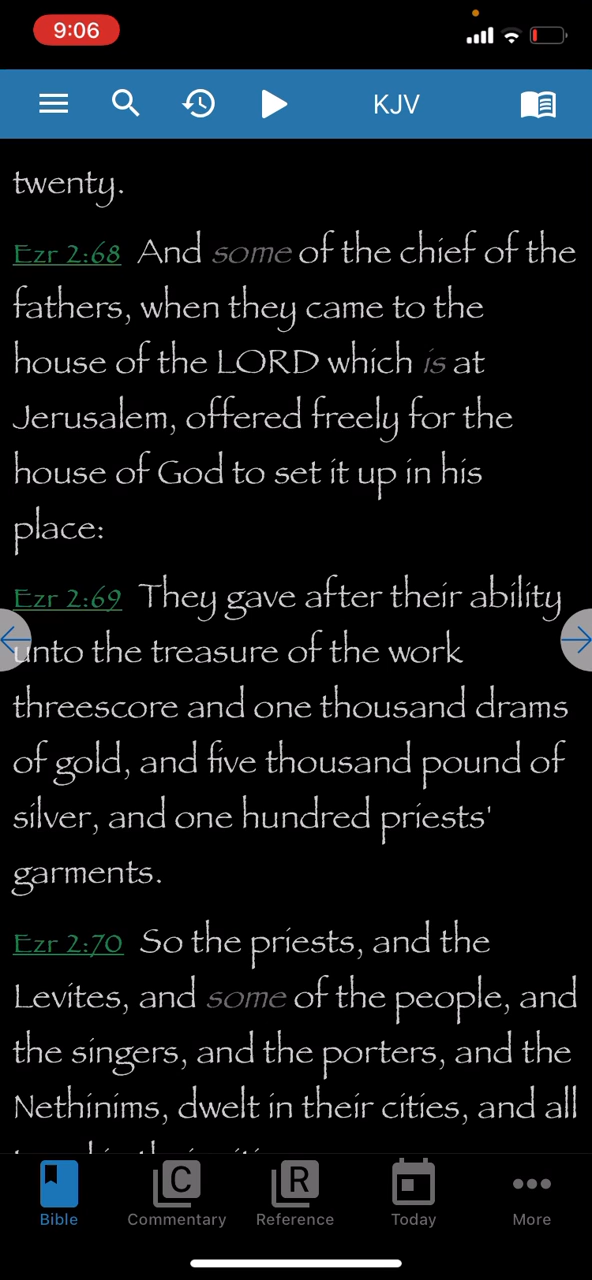 9:06
KJV
twenty.
Ezr 2:68 And some of the chief of the
fathers, when they came to the
house of the LORD which is at
Jerusalem, offered freely for the
house of God to set it up in his
place:
Ezr 2:69 They gave after their ability
unto the treasure of the work
threescore and one thousand drams
of gold, and five thousand pound of
silver, and one hundred priests'
garments.
Ezr 2:70 So the priests, and the
Levites, and some of the people, and
the singers, and the porters, and the
Nethinims, dwelt in their cities, and all
C R
Bible Commentary Reference Today More